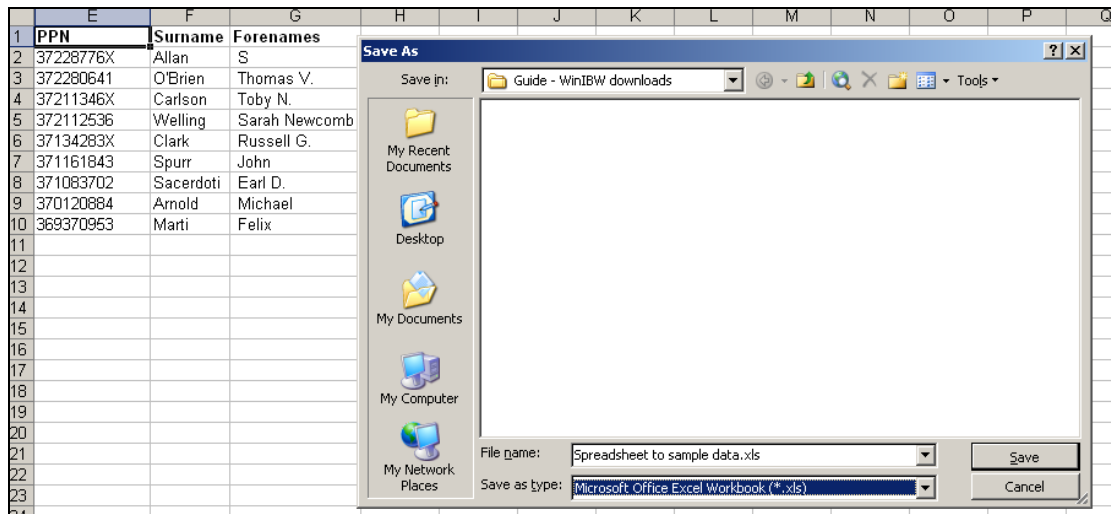 E F G H I J K L M N O P Q
1 PPN Surname Forenames
2 37228776X Allan S
3 372280641 O'Brien Thomas V.
4 37211346X Carlson Toby N.
5 372112536 Welling Sarah Newcomb
6 37134283X Clark Russell G.
7 371161843 Spurr John
8 371083702 Sacerdoti Earl D.
9 370120884 Arnold Michael
10 369370953 Marti Felix
11
12
13
14
15
16
17
18
19
20
21
22
23
24
Save As
Save in: Guide - WinIBW downloads Tools
My Recent
Documents
Desktop
My Documents
My Computer
My Network
Places
File name: Spreadsheet to sample data.xls Save
Save as type: Microsoft Office Excel Workbook (*.xls) Cancel